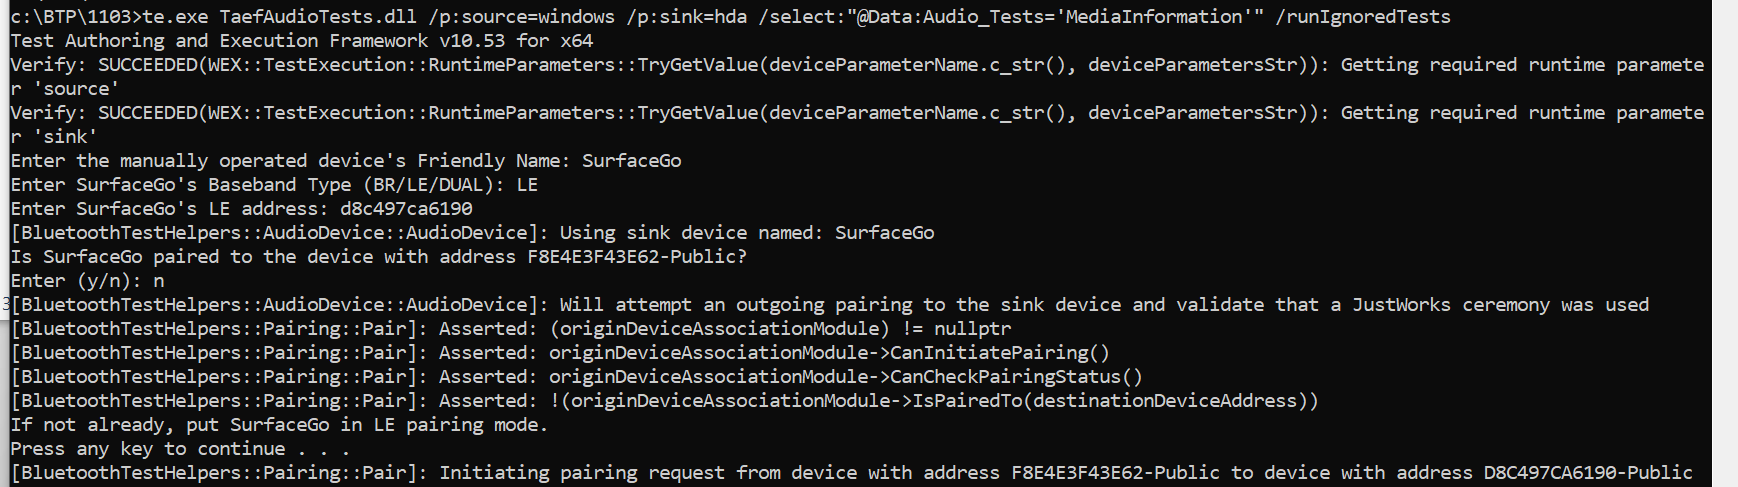 c:\BTP\1103>te.exe TaefAudioTests.dll /p:source=windows /p:sink=hda /select:"@Data:Audio_Tests='MediaInformation'" /runIgnoredTests
Test Authoring and Execution Framework v10.53 for x64
Verify: SUCCEEDED(WEX::TestExecution::RuntimeParameters::TryGetValue(deviceParameterName.c_str(), deviceParametersStr)): Getting required runtime paramete
r 'source'
Verify: SUCCEEDED(WEX::TestExecution::RuntimeParameters::TryGetValue(deviceParameterName.c_str(), deviceParametersStr)): Getting required runtime paramete
r 'sink'
Enter the manually operated device's Friendly Name: SurfaceGo
Enter SurfaceGo's Baseband Type (BR/LE/DUAL): LE
Enter SurfaceGo's LE address: d8c497ca6190
[BluetoothTestHelpers::AudioDevice::AudioDevice]: Using sink device named: SurfaceGo
Is SurfaceGo paired to the device with address F8E4E3F43E62-Public?
Enter (y/n): n
[BluetoothTestHelpers::AudioDevice::AudioDevice]: Will attempt an outgoing pairing to the sink device and validate that a JustWorks ceremony was used
[BluetoothTestHelpers::Pairing::Pair]: Asserted: (originDeviceAssociationModule) != nullptr
[BluetoothTestHelpers::Pairing::Pair]: Asserted: originDeviceAssociationModule->CanInitiatePairing()
[BluetoothTestHelpers::Pairing::Pair]: Asserted: originDeviceAssociationModule->CanCheckPairingStatus()
[BluetoothTestHelpers::Pairing::Pair]: Asserted: !(originDeviceAssociationModule->IsPairedTo(destinationDeviceAddress))
If not already, put SurfaceGo in LE pairing mode.
Press any key to continue . . .
[BluetoothTestHelpers::Pairing::Pair]: Initiating pairing request from device with address F8E4E3F43E62-Public to device with address D8C497CA6190-Public